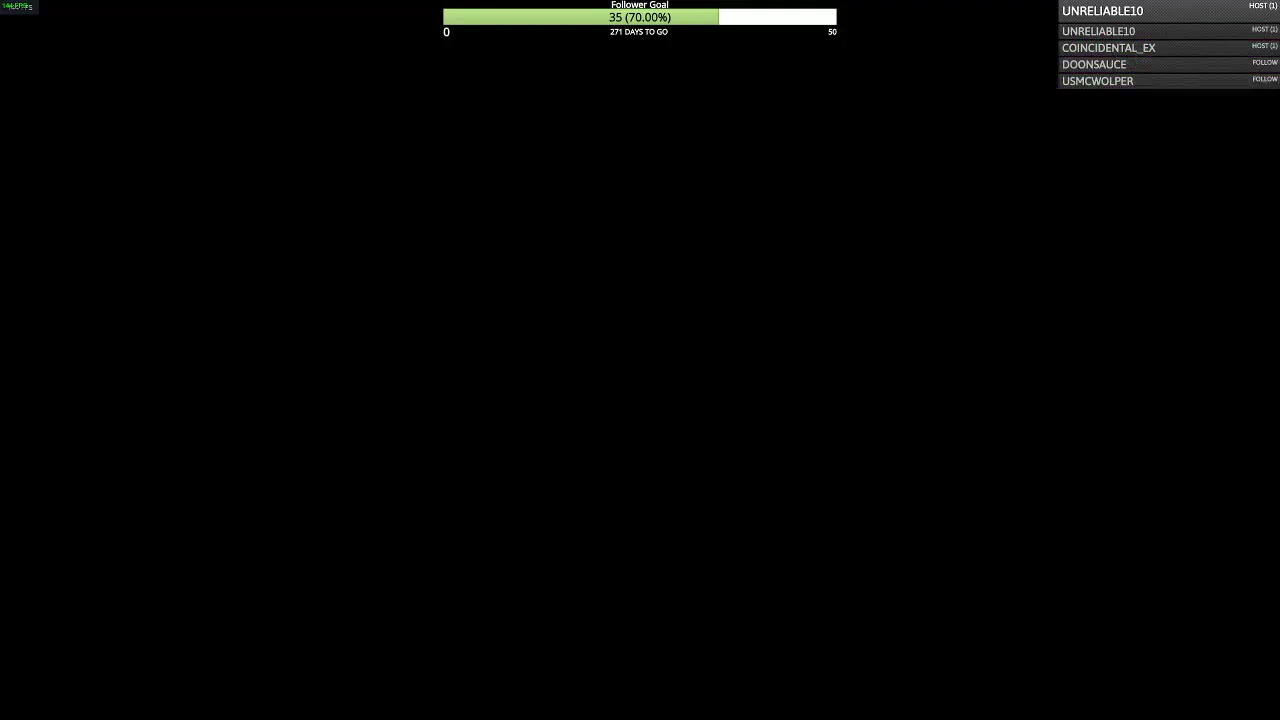 Follower Goal
35 (70.00%)
0 271 DAYS TO GO 50
UNRELIABLE10 HOST (1)
UNRELIABLE10 HOST (1)
COINCIDENTAL_EX HOST (1)
DOONSAUCE FOLLOW
USMCWOLPER FOLLOW